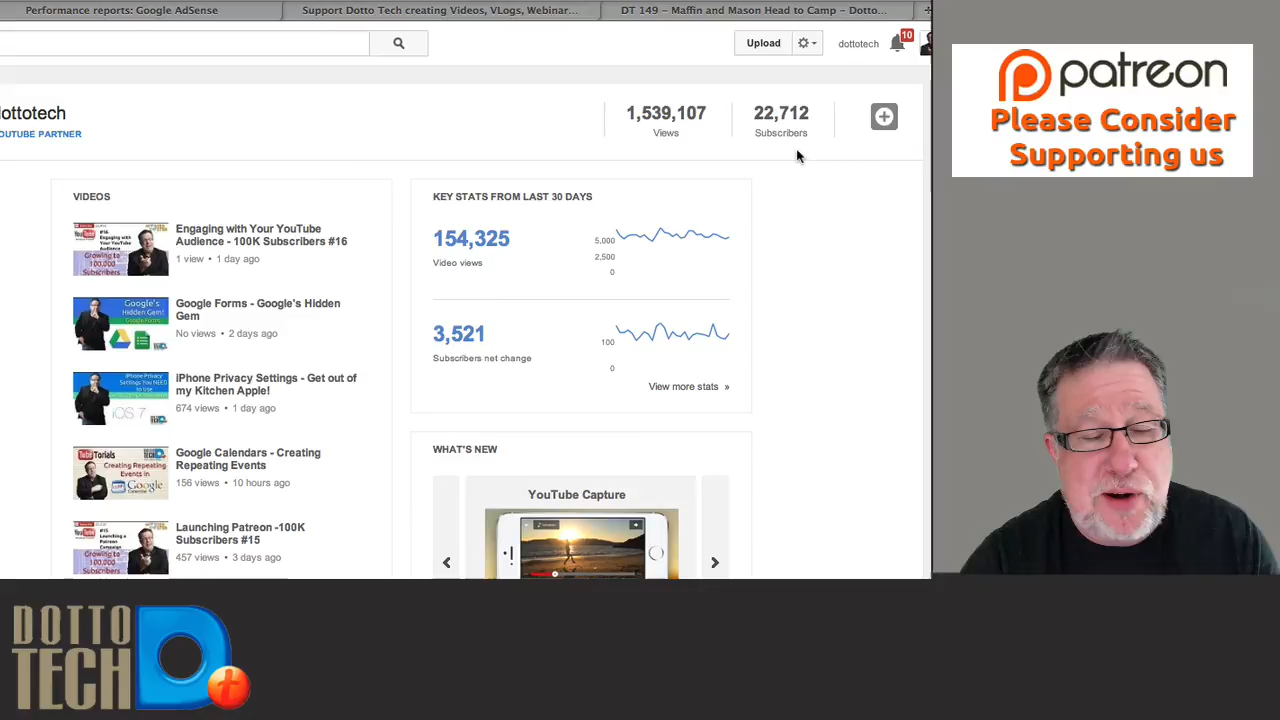 Performance reports: Google AdSense
Support Dotto Tech creating Videos, VLogs, Webinar...
DT 149 – Maffin and Mason Head to Camp – Dotto...
Upload
dottotech
10
ottotech
OUTUBE PARTNER
1,539,107
Views
22,712
Subscribers
VIDEOS
Engaging with Your YouTube
Audience - 100K Subscribers #16
1 view • 1 day ago
Google Forms - Google's Hidden
Gem
No views • 2 days ago
iPhone Privacy Settings - Get out of
my Kitchen Apple!
674 views • 1 day ago
Google Calendars - Creating
Repeating Events
156 views • 10 hours ago
Launching Patreon -100K
Subscribers #15
457 views • 3 days ago
KEY STATS FROM LAST 30 DAYS
154,325
Video views
5,000
2,500
0
3,521
Subscribers net change
100
0
View more stats »
WHAT'S NEW
YouTube Capture
patreon
Please Consider
Supporting us
DOTTO
TECH